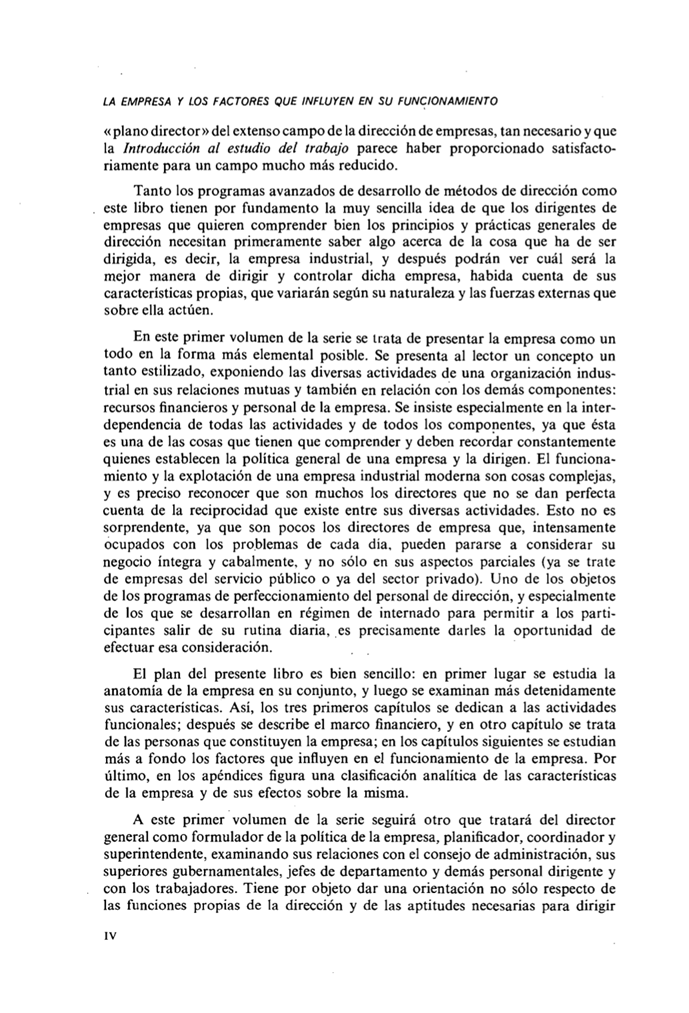 LA EMPRESA Y LOS FACTORES QUE INFLUYEN EN SU FUNCIONAMIENTO
«plano director» del extenso campo de la dirección de empresas, tan necesario y que
la Introducción al estudio del trabajo parece haber proporcionado satisfacto-
riamente para un campo mucho más reducido.
Tanto los programas avanzados de desarrollo de métodos de dirección como
este libro tienen por fundamento la muy sencilla idea de que los dirigentes de
empresas que quieren comprender bien los principios y prácticas generales de
dirección necesitan primeramente saber algo acerca de la cosa que ha de ser
dirigida, es decir, la empresa industrial, y después podrán ver cuál será la
mejor manera de dirigir y controlar dicha empresa, habida cuenta de sus
características propias, que variarán según su naturaleza y las fuerzas externas que
sobre ella actúen.
En este primer volumen de la serie se trata de presentar la empresa como un
todo en la forma más elemental posible. Se presenta al lector un concepto un
tanto estilizado, exponiendo las diversas actividades de una organización indus-
trial en sus relaciones mutuas y también en relación con los demás componentes:
recursos financieros y personal de la empresa. Se insiste especialmente en la inter-
dependencia de todas las actividades y de todos los componentes, ya que ésta
es una de las cosas que tienen que comprender y deben recordar constantemente
quienes establecen la política general de una empresa y la dirigen. El funciona-
miento y la explotación de una empresa industrial moderna son cosas complejas,
y es preciso reconocer que son muchos los directores que no se dan perfecta
cuenta de la reciprocidad que existe entre sus diversas actividades. Esto no es
sorprendente, ya que son pocos los directores de empresa que, intensamente
ocupados con los problemas de cada día, pueden pararse a considerar su
negocio íntegra y cabalmente, y no sólo en sus aspectos parciales (ya se trate
de empresas del servicio público o ya del sector privado). Uno de los objetos
de los programas de perfeccionamiento del personal de dirección, y especialmente
de los que se desarrollan en régimen de internado para permitir a los parti-
cipantes salir de su rutina diaria, es precisamente darles la oportunidad de
efectuar esa consideración.
El plan del presente libro es bien sencillo: en primer lugar se estudia la
anatomía de la empresa en su conjunto, y luego se examinan más detenidamente
sus características. Así, los tres primeros capítulos se dedican a las actividades
funcionales; después se describe el marco financiero, y en otro capítulo se trata
de las personas que constituyen la empresa; en los capítulos siguientes se estudian
más a fondo los factores que influyen en el funcionamiento de la empresa. Por
último, en los apéndices figura una clasificación analítica de las características
de la empresa y de sus efectos sobre la misma.
A este primer volumen de la serie seguirá otro que tratará del director
general como formulador de la política de la empresa, planificador, coordinador y
superintendente, examinando sus relaciones con el consejo de administración, sus
superiores gubernamentales, jefes de departamento y demás personal dirigente y
con los trabajadores. Tiene por objeto dar una orientación no sólo respecto de
las funciones propias de la dirección y de las aptitudes necesarias para dirigir
IV